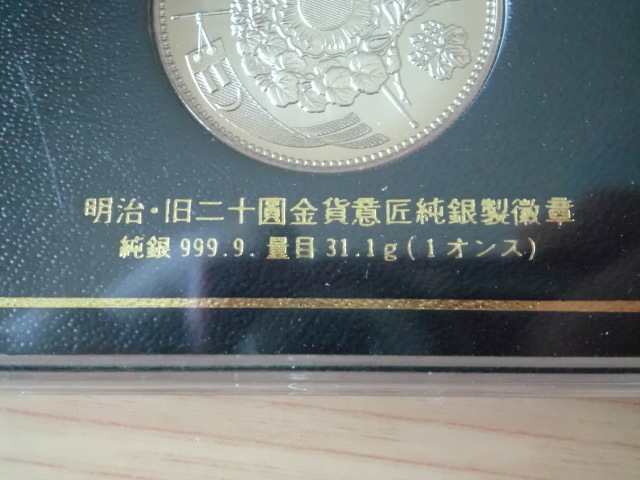 明治・旧二十圓金貨意匠純銀製徽章
純銀 999.9. 量目 31.1g(1オンス)